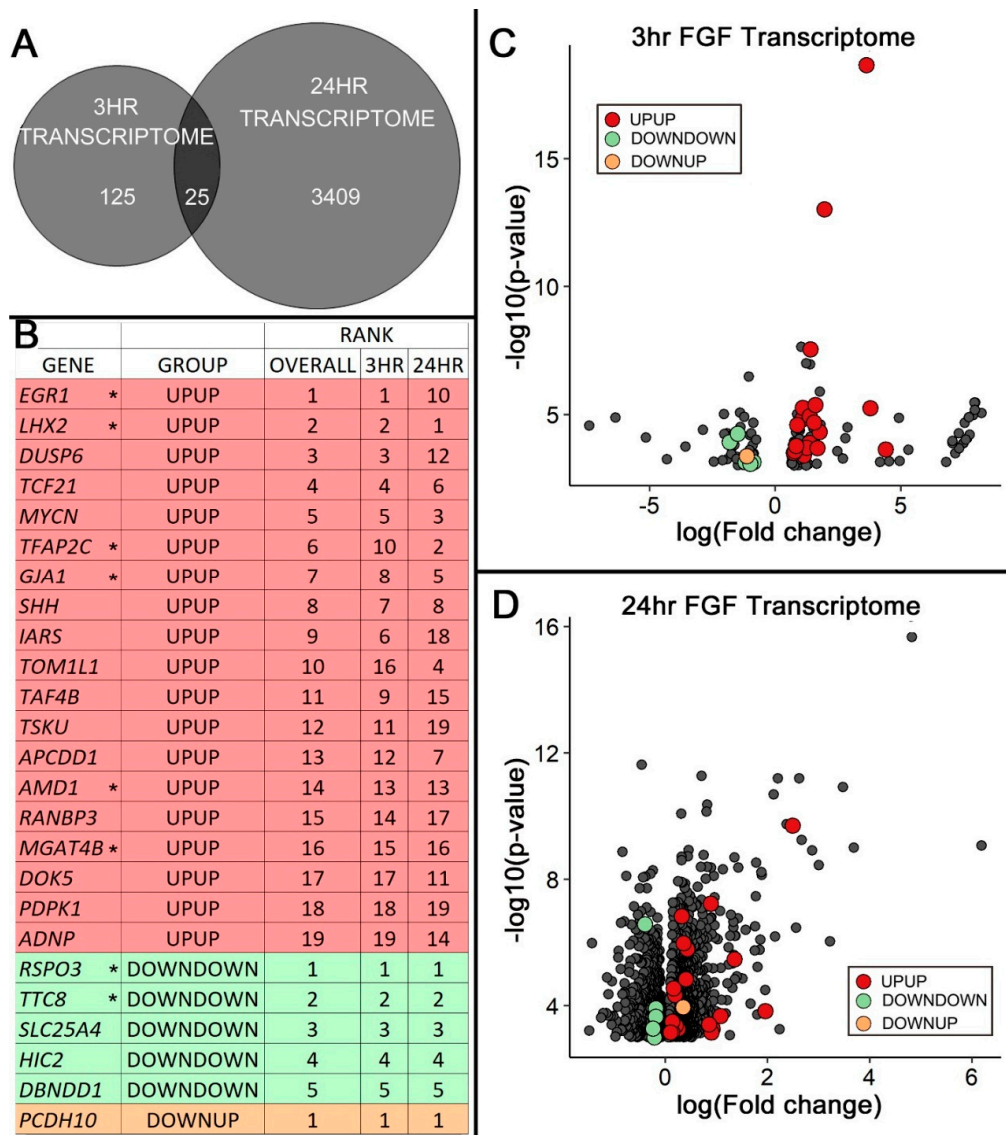 A
3HR
TRANSCRIPTOME
24HR
TRANSCRIPTOME
125
25
3409
B
RANK
GENE GROUP OVERALL 3HR 24HR
EGR1 * UPUP 1 1 10
LHX2 * UPUP 2 2 1
DUSP6 UPUP 3 3 12
TCF21 UPUP 4 4 6
MYCN UPUP 5 5 3
TFAP2C * UPUP 6 10 2
GJA1 * UPUP 7 8 5
SHH UPUP 8 7 8
IARS UPUP 9 6 18
TOM1L1 UPUP 10 16 4
TAF4B UPUP 11 9 15
TSKU UPUP 12 11 19
APCDD1 UPUP 13 12 7
AMD1 * UPUP 14 13 13
RANBP3 UPUP 15 14 17
MGAT4B * UPUP 16 15 16
DOK5 UPUP 17 17 11
PDPK1 UPUP 18 18 19
ADNP UPUP 19 19 14
RSPO3 * DOWNDOWN 1 1 1
TTC8 * DOWNDOWN 2 2 2
SLC25A4 DOWNDOWN 3 3 3
HIC2 DOWNDOWN 4 4 4
DBNDD1 DOWNDOWN 5 5 5
PCDH10 DOWNUP 1 1 1
C
3hr FGF Transcriptome
UPUP
DOWNDOWN
DOWNUP
-log10(p-value)
15
10
5
-5 0 5
log(Fold change)
D
24hr FGF Transcriptome
-log10(p-value)
16
12
8
4
UPUP
DOWNDOWN
DOWNUP
0 2 4 6
log(Fold change)